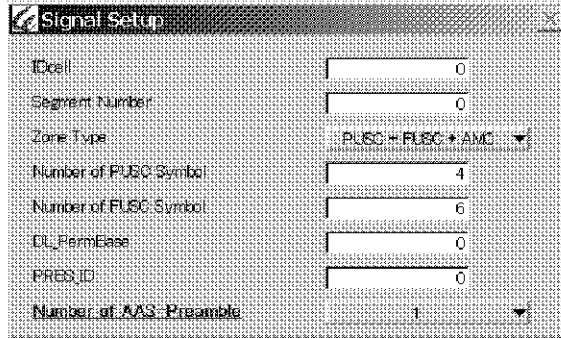 Signal Setup
IDcell 0
Segment Number 0
Zone Type PUSC + FUSC + AMC
Number of PUSC Symbol 4
Number of FUSC Symbol 6
DL_PermBase 0
PRBS_ID 0
Number of AAS Preamble 1